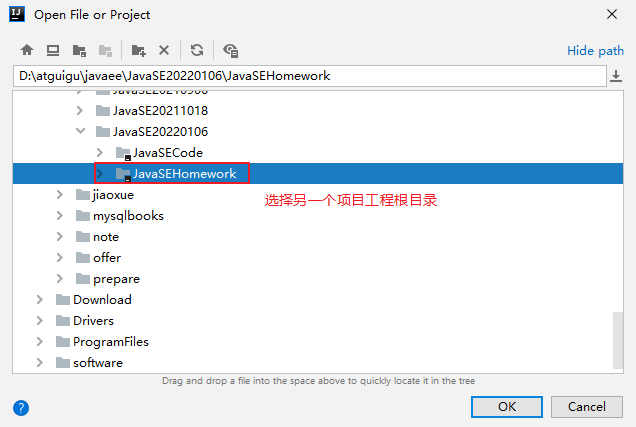 Open File or Project
Hide path
D:\atguigu\javaee\JavaSE20220106\JavaSEHomework
JavaSE20211018
JavaSE20220106
JavaSECode
JavaSEHomework
选择另一个项目工程根目录
jiaoxue
mysqlbooks
note
offer
prepare
Download
Drivers
ProgramFiles
software
Drag and drop a file into the space above to quickly locate it in the tree
?
OK
Cancel